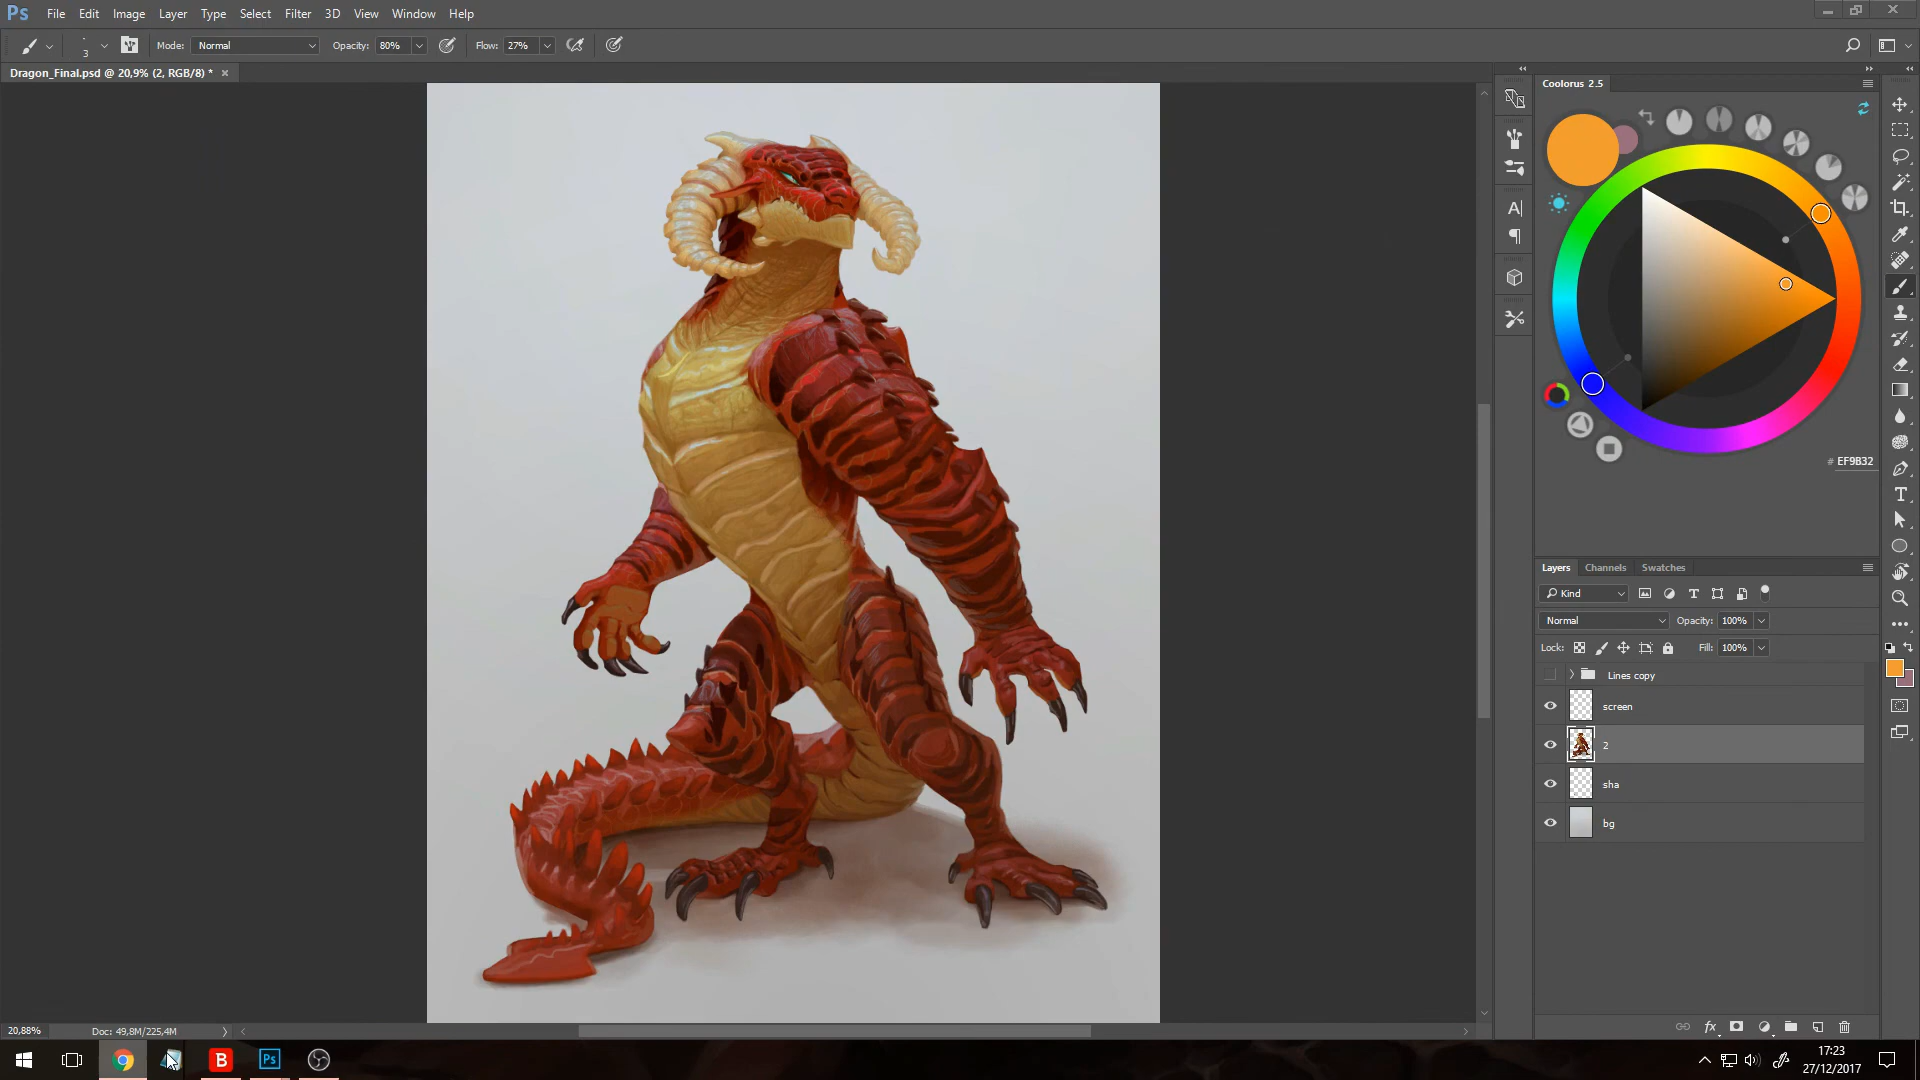 Ps File Edit Image Layer Type Select Filter 3D View Window Help
3 Mode: Normal Opacity: 80% Flow: 27%
Dragon_Final.psd @ 20,9% (2, RGB/8) * ×
Coolorus 2.5
# EF9B32
Layers Channels Swatches
Kind
Normal Opacity: 100%
Lock: Fill: 100%
Lines copy
screen
2
sha
bg
fx
20,88% Doc: 49,8M/225,4M
B Ps
17:23
27/12/2017